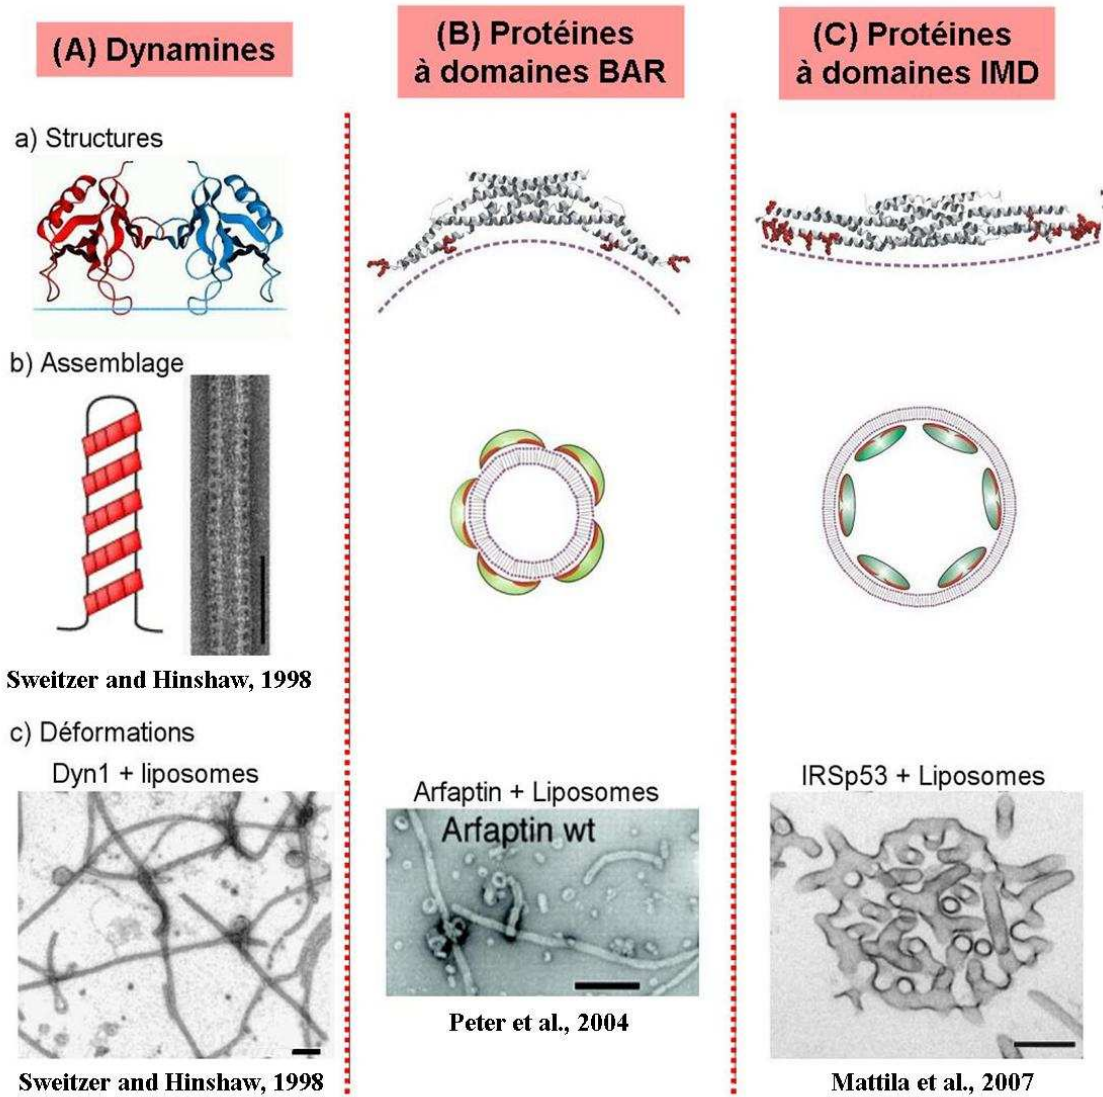 (A) Dynamines
(B) Protéines
à domaines BAR
(C) Protéines
à domaines IMD
a) Structures
b) Assemblage
Sweitzer and Hinshaw, 1998
c) Déformations
Dyn1 + liposomes
Arfaptin + Liposomes
Arfaptin wt
IRSp53 + Liposomes
Sweitzer and Hinshaw, 1998
Peter et al., 2004
Mattila et al., 2007